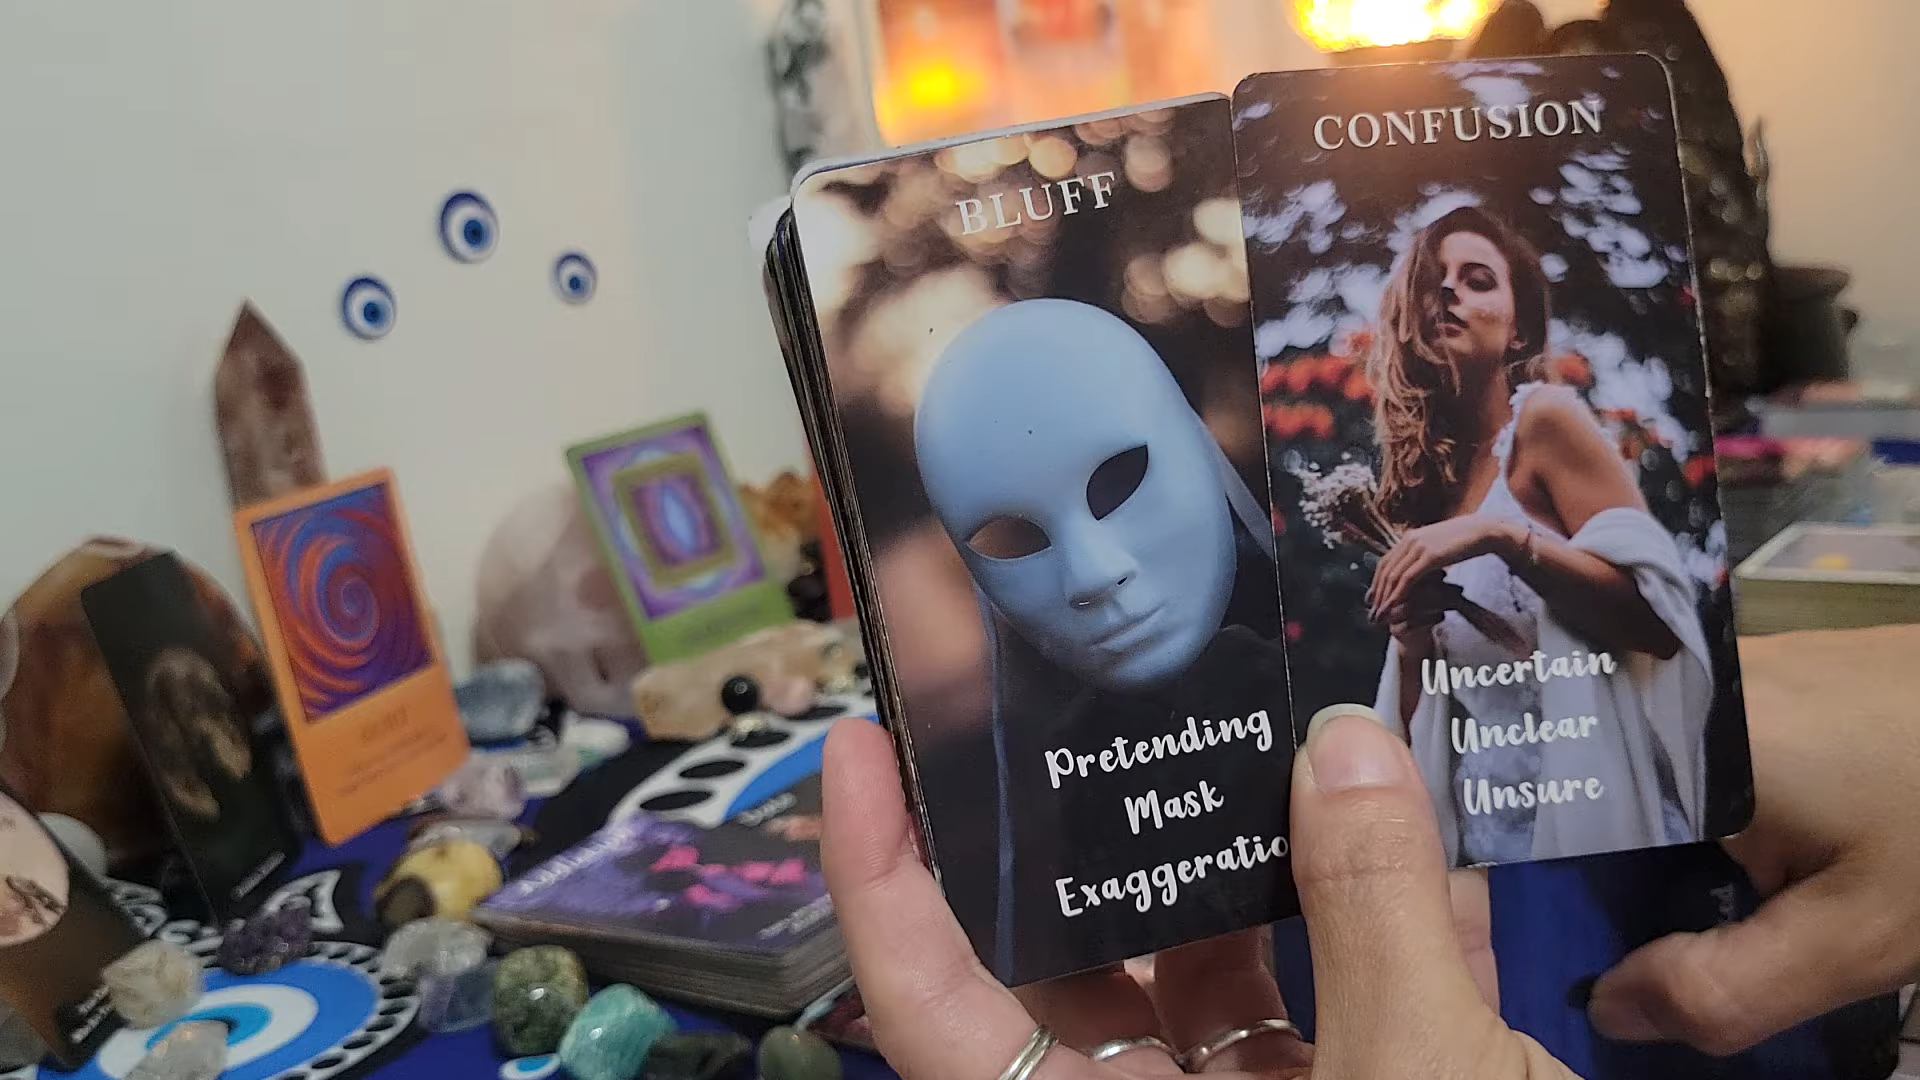 BLUFF
Pretending
Mask
Exaggeratio
CONFUSION
Uncertain
Unclear
Unsure